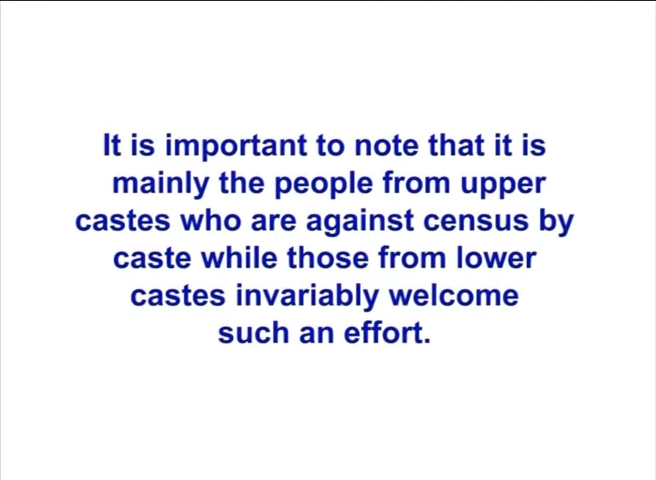 It is important to note that it is
mainly the people from upper
castes who are against census by
caste while those from lower
castes invariably welcome
such an effort.